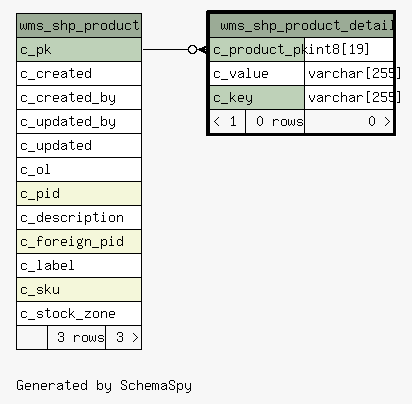 wms_shp_product
c_pk
c_created
c_created_by
c_updated_by
c_updated
c_ol
c_pid
c_description
c_foreign_pid
c_label
c_sku
c_stock_zone
3 rows 3 >
wms_shp_product_detail
c_product_pk int8[19]
c_value varchar[255]
c_key varchar[255]
< 1 0 rows 0 >
Generated by SchemaSpy